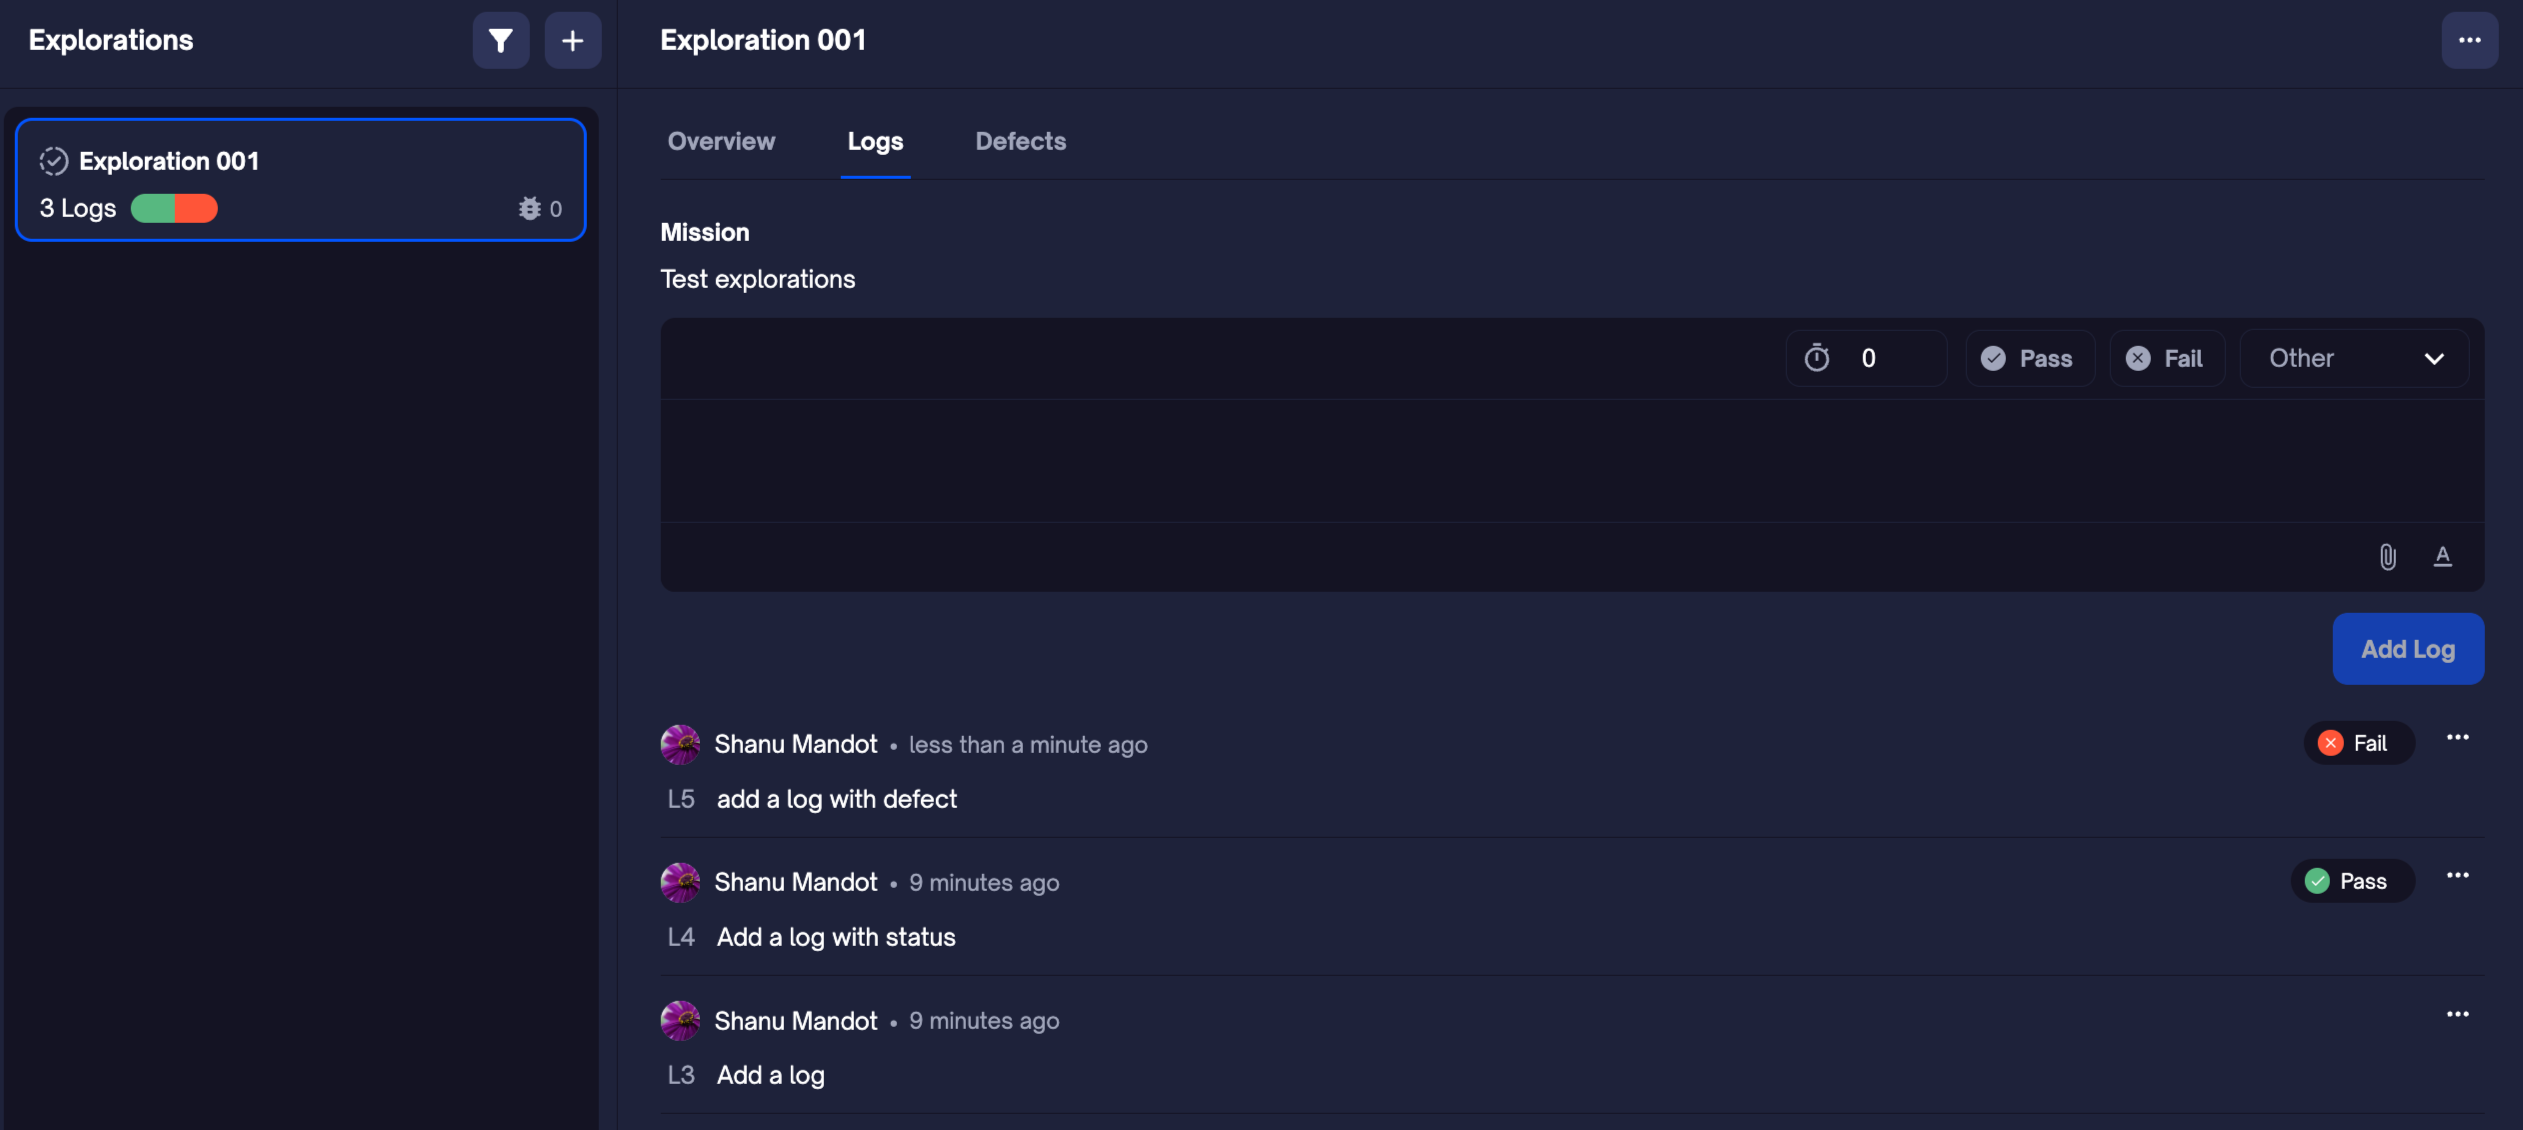 Explorations
Exploration 001
3 Logs
0
Exploration 001
Overview Logs Defects
Mission
Test explorations
0 Pass Fail Other
A
Add Log
Shanu Mandot • less than a minute ago Fail
L5 add a log with defect
Shanu Mandot • 9 minutes ago Pass
L4 Add a log with status
Shanu Mandot • 9 minutes ago
L3 Add a log